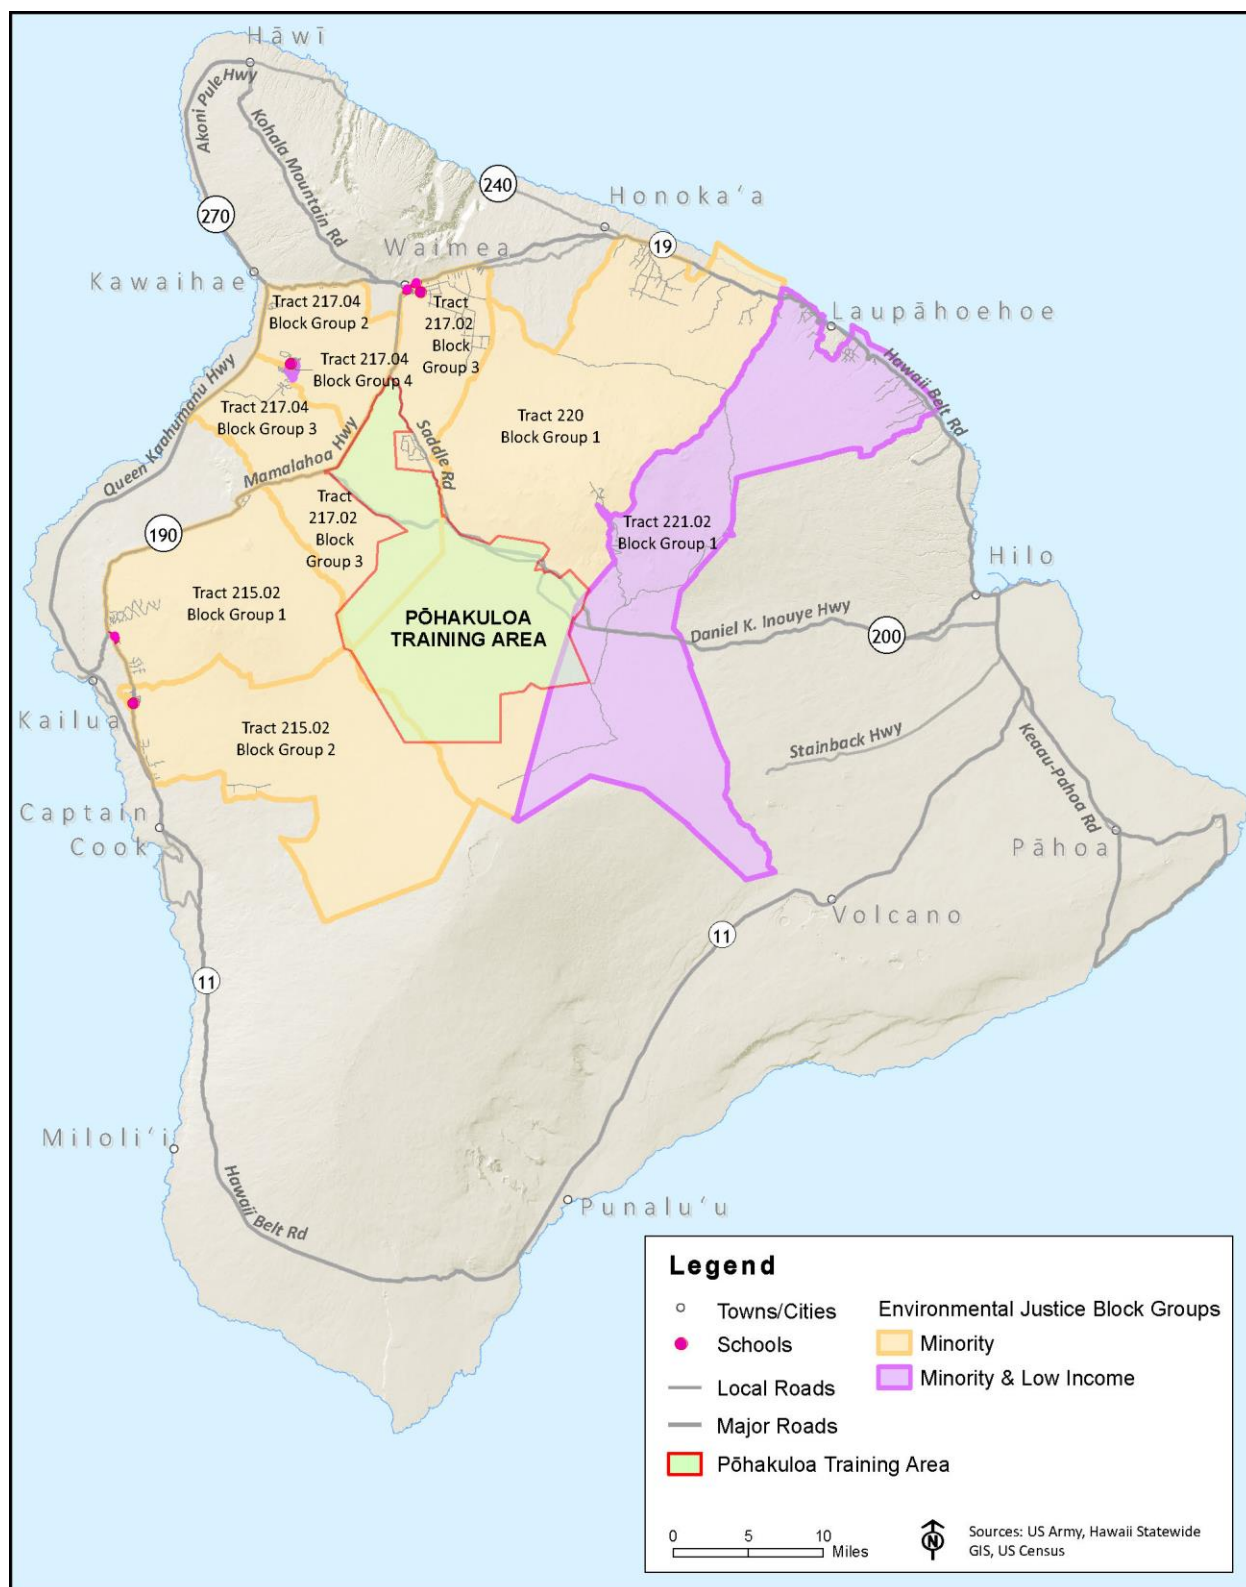 Hāwī
Akoni Pule Hwy
Kohala Mountain Rd
240
Honoka‘a
270
19
Waimea
Kawaihae
Tract 217.04
Block Group 2
Tract
217.02
Block
Group 3
Laupāhoehoe
Hawaii Belt Rd
Tract 217.04
Block Group 4
Tract 217.04
Block Group 3
Tract 220
Block Group 1
Queen Kaahumanu Hwy
Mamalahoa Hwy
Saddle Rd
190
Tract
217.02
Block
Group 3
Tract 221.02
Block Group 1
Hilo
Tract 215.02
Block Group 1
PŌHAKULOA
TRAINING AREA
Daniel K. Inouye Hwy
200
Kailua
Tract 215.02
Block Group 2
Stainback Hwy
Keaau-Pahoa Rd
Captain
Cook
Pāhoa
Volcano
11
11
Miloli‘i
Hawaii Belt Rd
Punalu‘u
Legend
Towns/Cities
Schools
Local Roads
Major Roads
Pōhakuloa Training Area
Environmental Justice Block Groups
Minority
Minority & Low Income
0 5 10
Miles
N
Sources: US Army, Hawaii Statewide
GIS, US Census